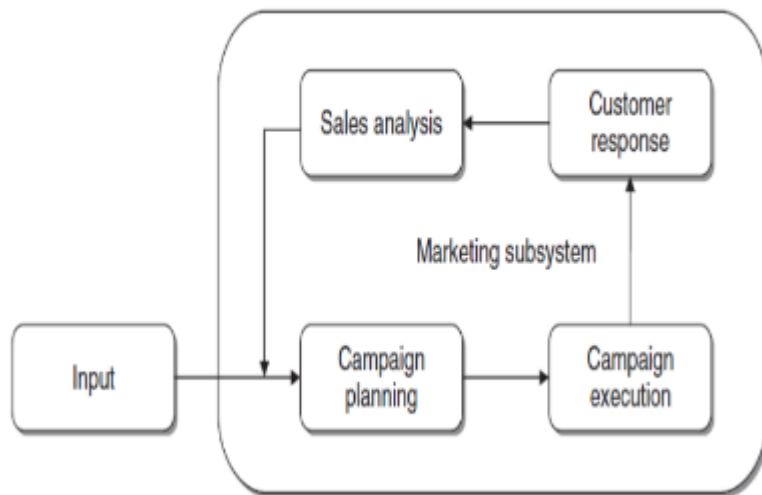 Sales analysis
Customer
response
Marketing subsystem
Input
Campaign
planning
Campaign
execution